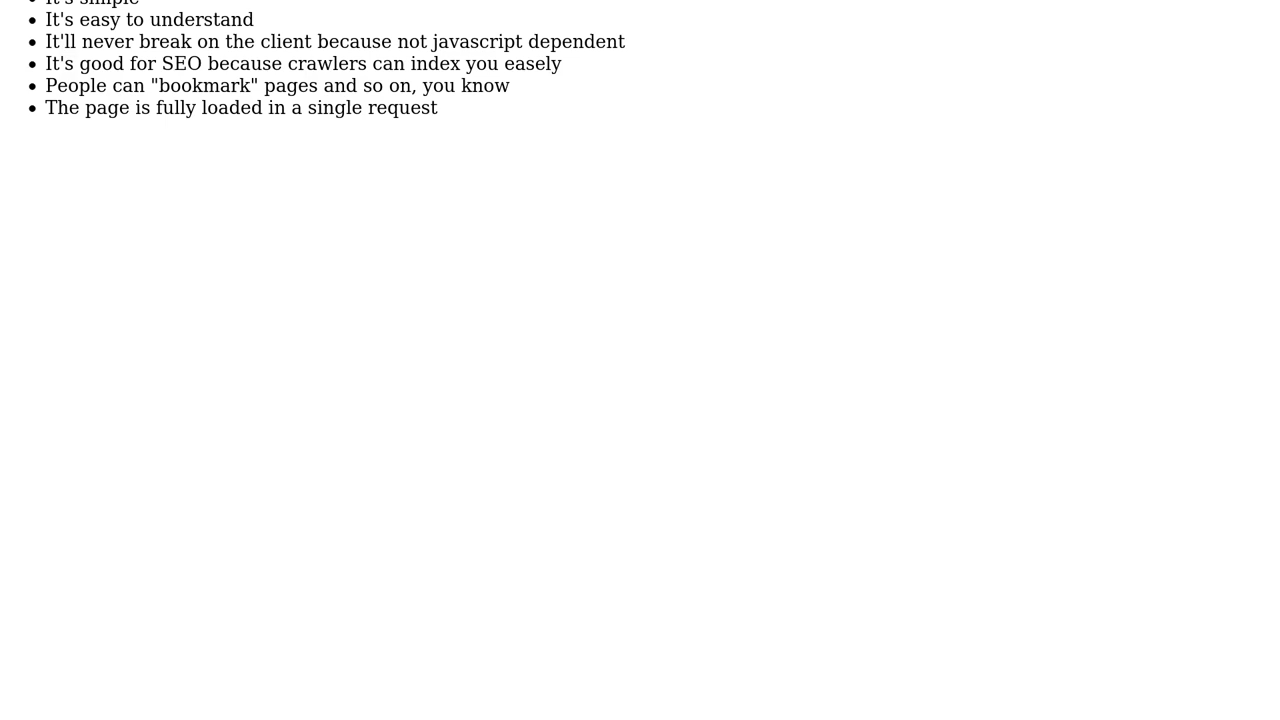 It's simple
It's easy to understand
It'll never break on the client because not javascript dependent
It's good for SEO because crawlers can index you easely
People can "bookmark" pages and so on, you know
The page is fully loaded in a single request